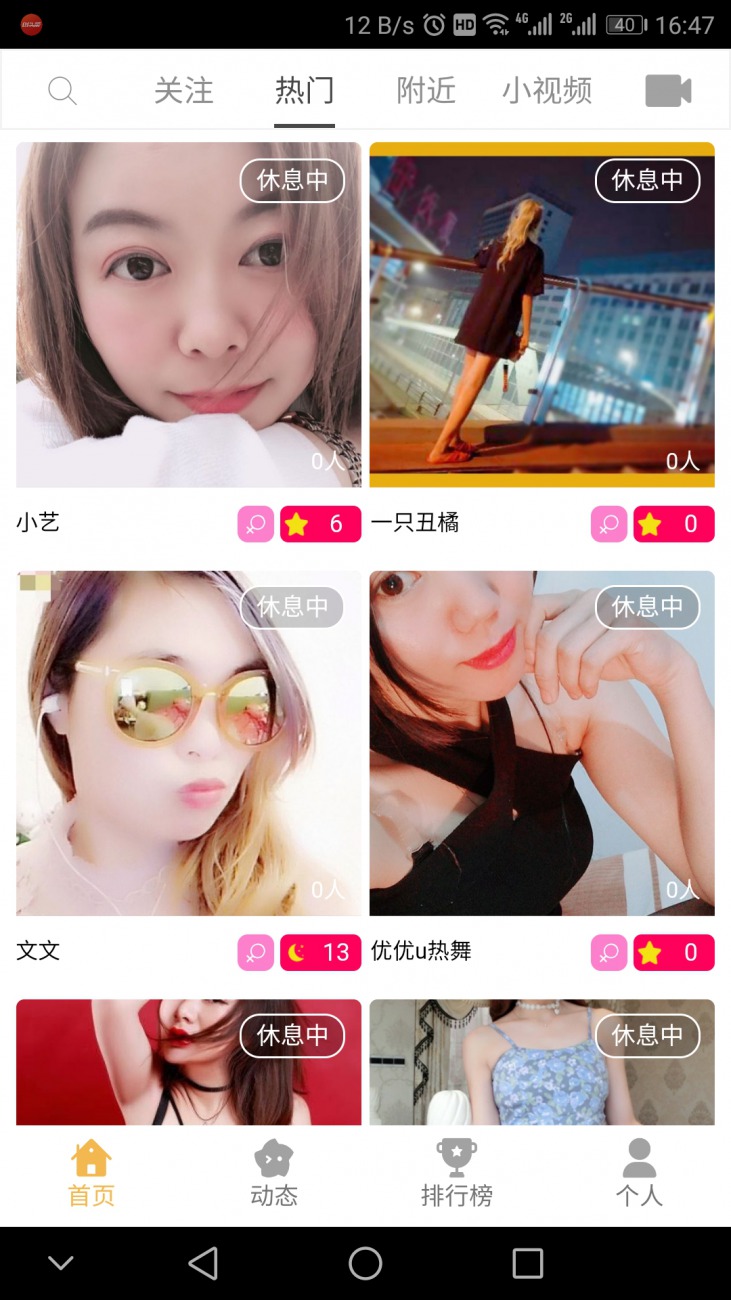 12 B/s HD 4G 2G 40 16:47
关注 热门 附近 小视频
休息中 休息中
0人 0人
小艺 6 一只丑橘 0
休息中 休息中
0人 0人
文文 13 优优u热舞 0
休息中 休息中
首页 动态 排行榜 个人